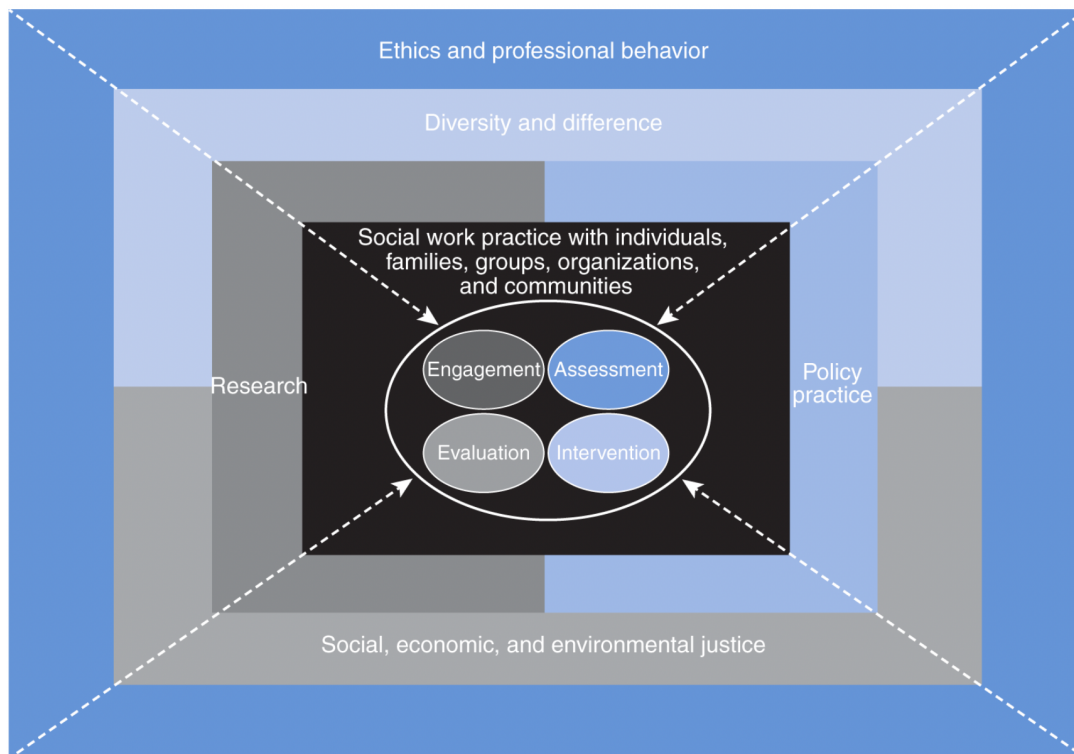 Ethics and professional behavior
Diversity and difference
Social work practice with individuals,
families, groups, organizations,
and communities
Research
Engagement
Assessment
Policy
practice
Evaluation
Intervention
Social, economic, and environmental justice